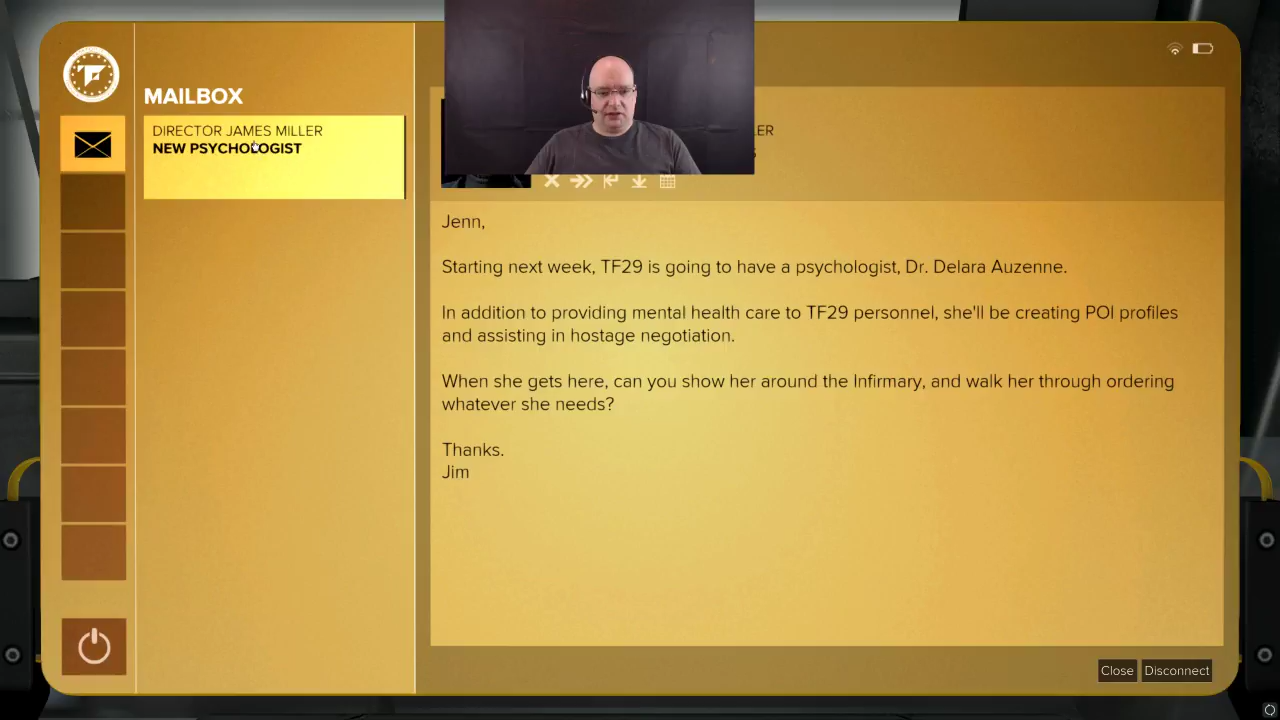 MAILBOX
DIRECTOR JAMES MILLER
NEW PSYCHOLOGIST
Jenn,
Starting next week, TF29 is going to have a psychologist, Dr. Delara Auzenne.
In addition to providing mental health care to TF29 personnel, she'll be creating POI profiles
and assisting in hostage negotiation.
When she gets here, can you show her around the Infirmary, and walk her through ordering
whatever she needs?
Thanks.
Jim
Close Disconnect